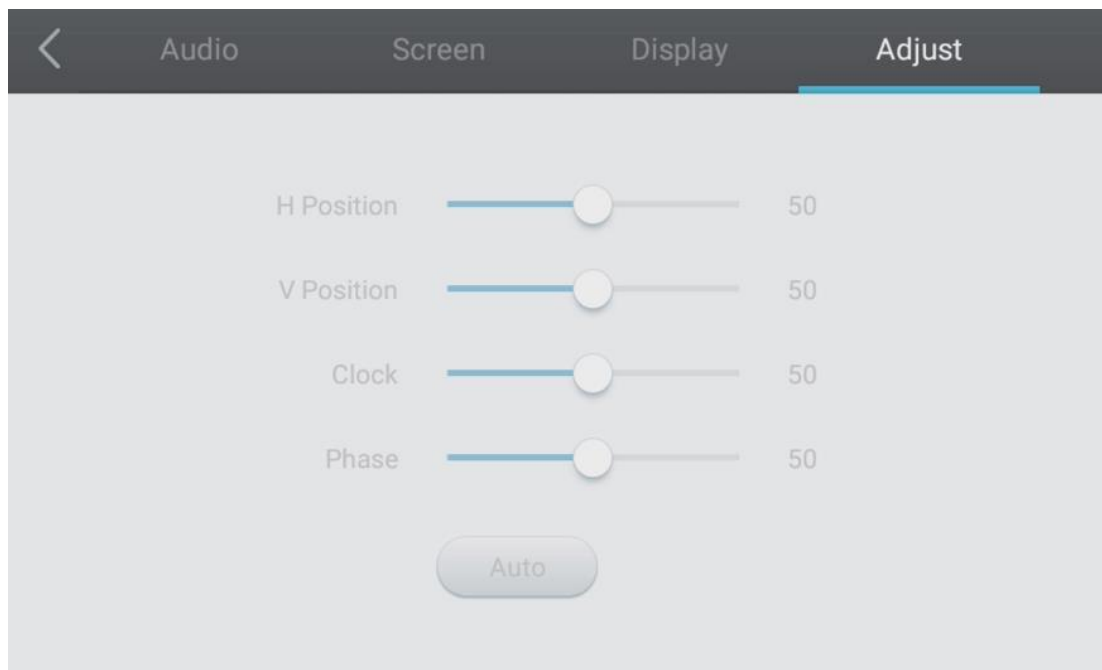 Audio Screen Display Adjust
H Position 50
V Position 50
Clock 50
Phase 50
Auto